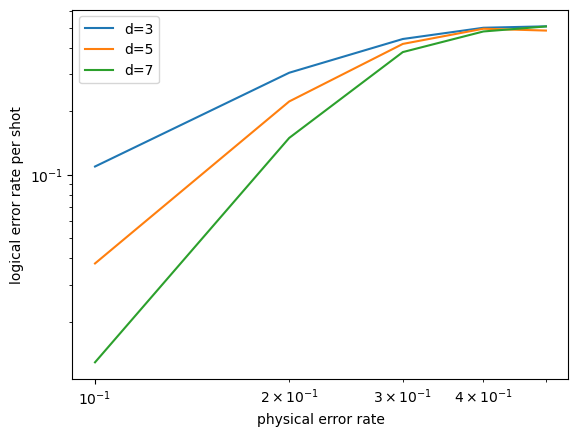 d=3
d=5
d=7
logical error rate per shot
10⁻¹
10⁻¹
2 × 10⁻¹
3 × 10⁻¹
4 × 10⁻¹
physical error rate